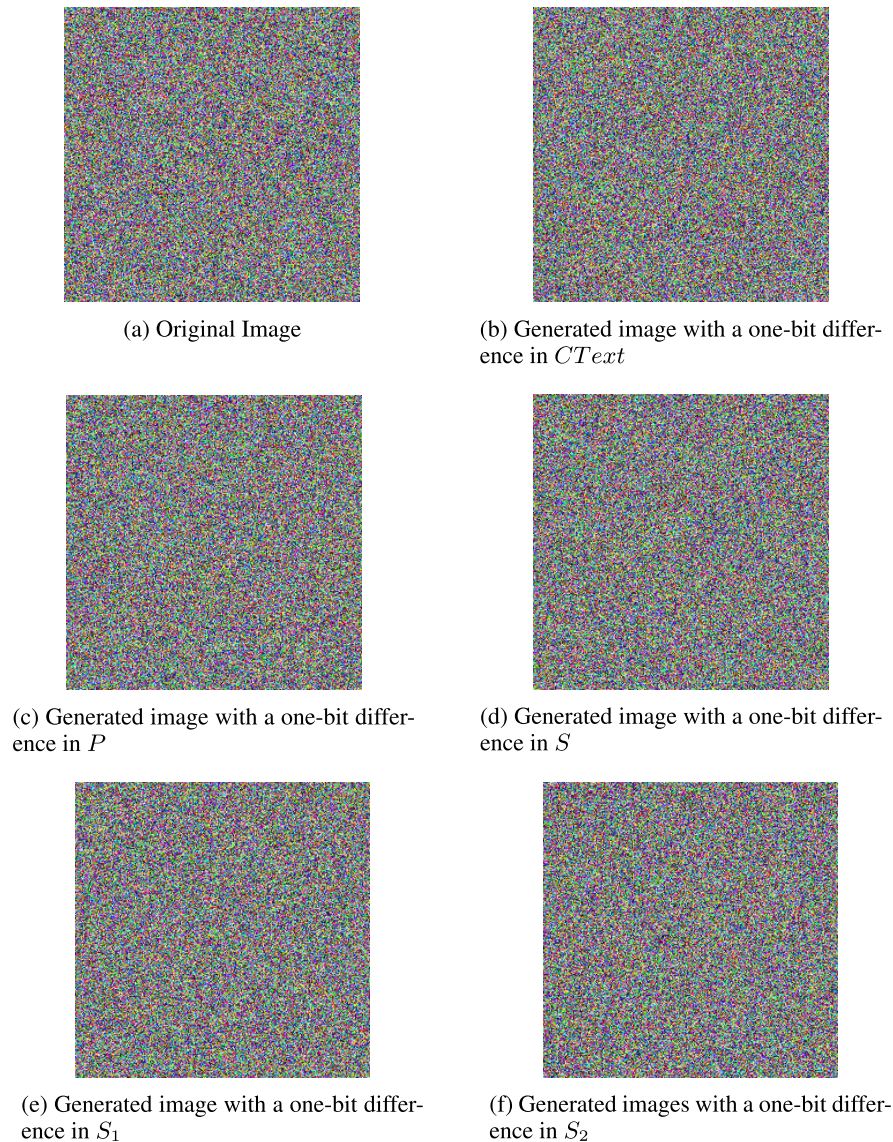 (a) Original Image
(b) Generated image with a one-bit differ-
ence in CText
(c) Generated image with a one-bit differ-
ence in P
(d) Generated image with a one-bit differ-
ence in S
(e) Generated image with a one-bit differ-
ence in S₁
(f) Generated images with a one-bit differ-
ence in S₂